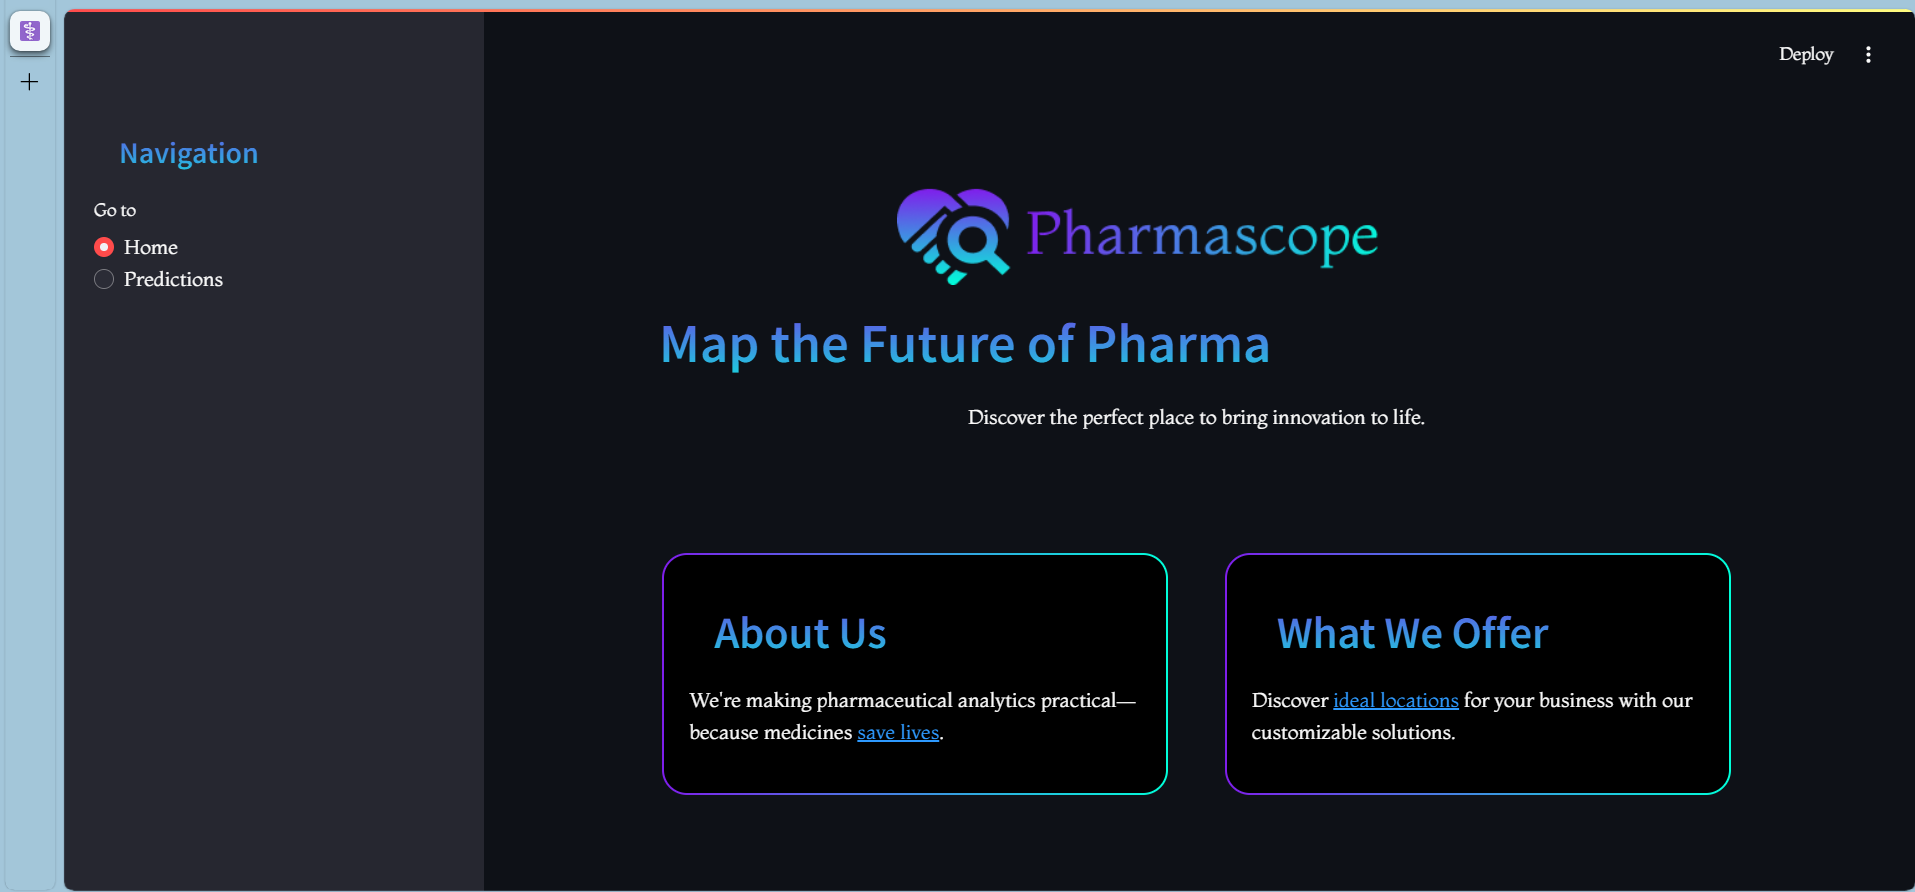 Deploy
Navigation
Go to
Home
Predictions
Pharmascope
Map the Future of Pharma
Discover the perfect place to bring innovation to life.
About Us
We're making pharmaceutical analytics practical—
because medicines save lives.
What We Offer
Discover ideal locations for your business with our
customizable solutions.